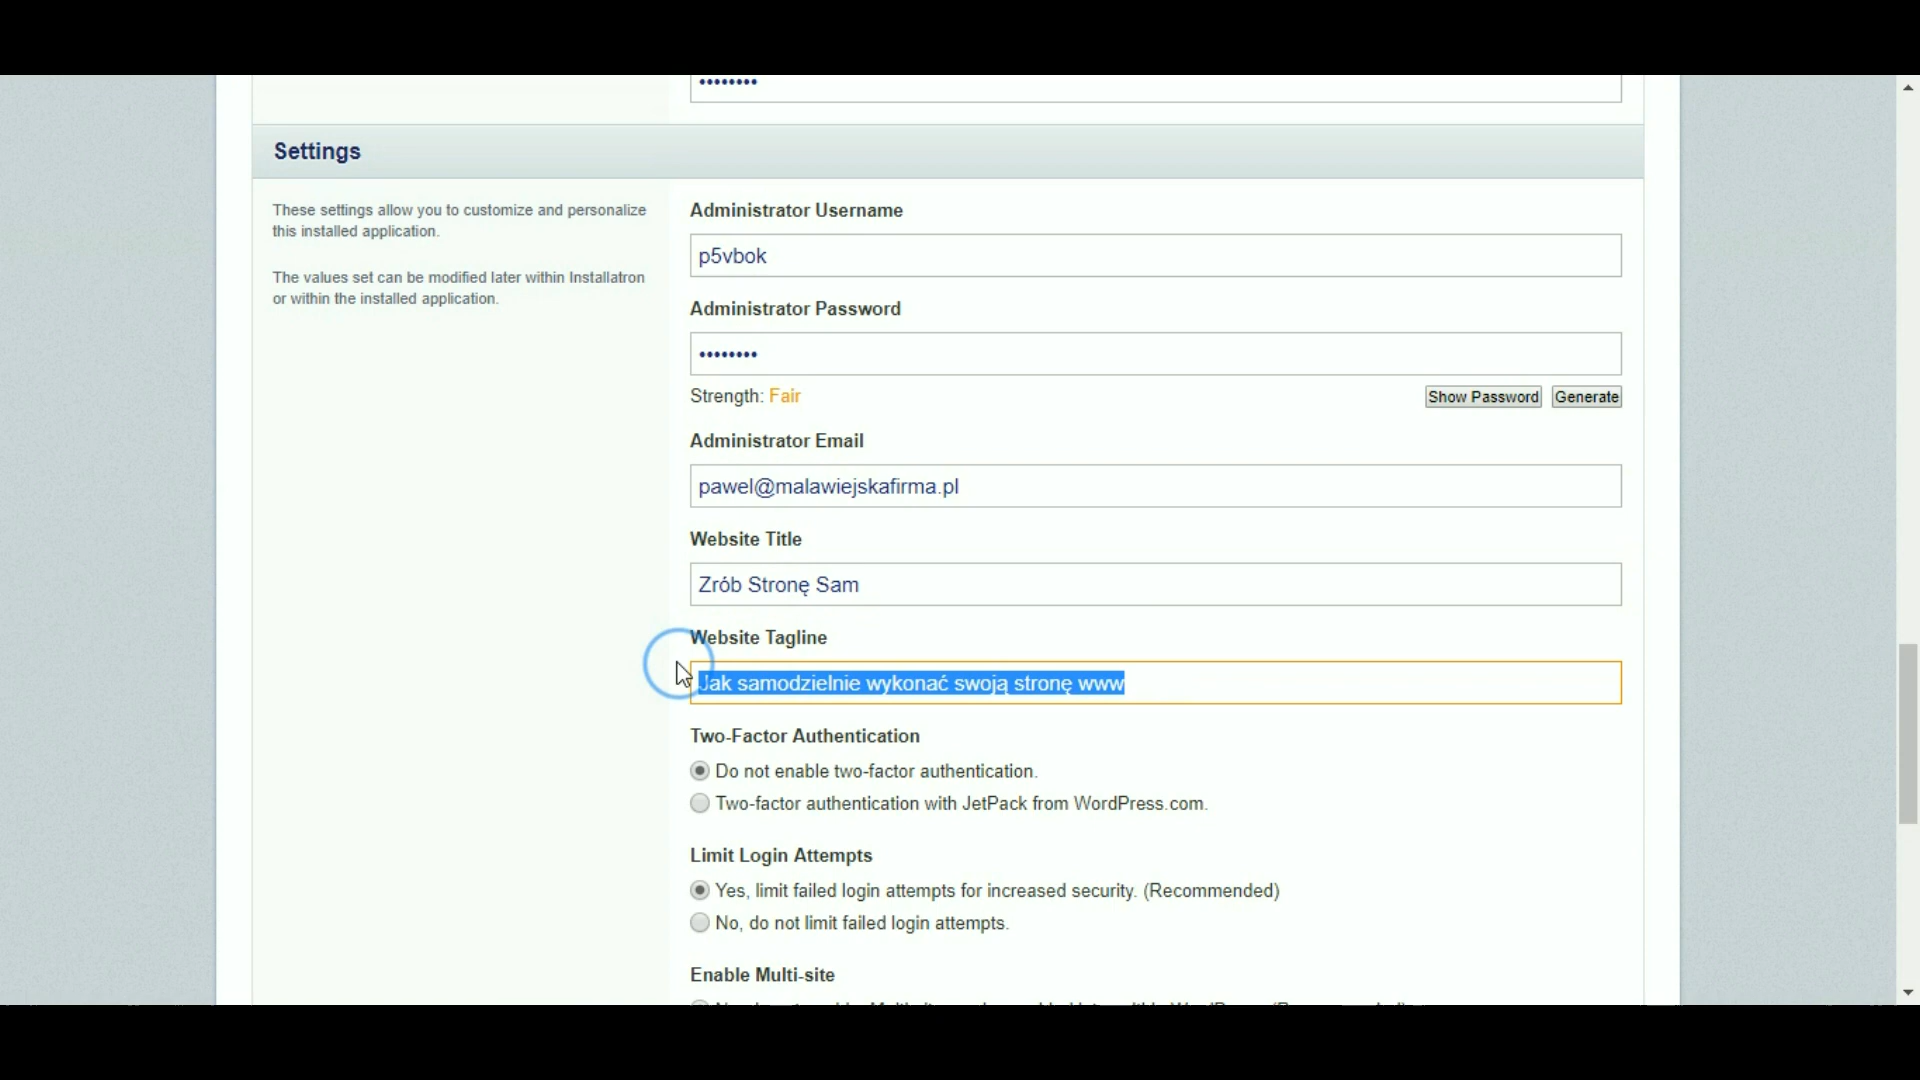 Settings
These settings allow you to customize and personalize
this installed application.
The values set can be modified later within Installatron
or within the installed application.
Administrator Username
p5vbok
Administrator Password
••••••••
Strength: Fair
Show Password Generate
Administrator Email
pawel@malawiejskafirma.pl
Website Title
Zrób Stronę Sam
Website Tagline
Jak samodzielnie wykonać swoją stronę www
Two-Factor Authentication
Do not enable two-factor authentication.
Two-factor authentication with JetPack from WordPress.com.
Limit Login Attempts
Yes, limit failed login attempts for increased security. (Recommended)
No, do not limit failed login attempts.
Enable Multi-site